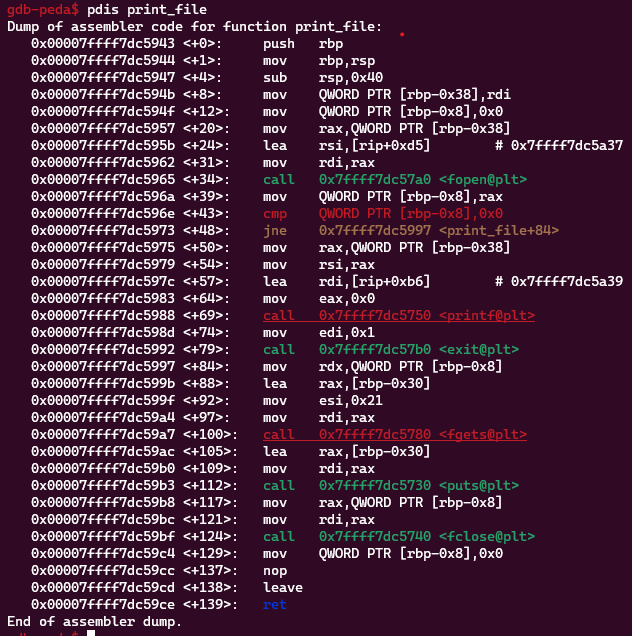 gdb-peda$ pdis print_file
Dump of assembler code for function print_file:
0x00007ffff7dc5943 <+0>: push rbp
0x00007ffff7dc5944 <+1>: mov rbp,rsp
0x00007ffff7dc5947 <+4>: sub rsp,0x40
0x00007ffff7dc594b <+8>: mov QWORD PTR [rbp-0x38],rdi
0x00007ffff7dc594f <+12>: mov QWORD PTR [rbp-0x8],0x0
0x00007ffff7dc5957 <+20>: mov rax,QWORD PTR [rbp-0x38]
0x00007ffff7dc595b <+24>: lea rsi,[rip+0xd5] # 0x7ffff7dc5a37
0x00007ffff7dc5962 <+31>: mov rdi,rax
0x00007ffff7dc5965 <+34>: call 0x7ffff7dc57a0 <fopen@plt>
0x00007ffff7dc596a <+39>: mov QWORD PTR [rbp-0x8],rax
0x00007ffff7dc596e <+43>: cmp QWORD PTR [rbp-0x8],0x0
0x00007ffff7dc5973 <+48>: jne 0x7ffff7dc5997 <print_file+84>
0x00007ffff7dc5975 <+50>: mov rax,QWORD PTR [rbp-0x38]
0x00007ffff7dc5979 <+54>: mov rsi,rax
0x00007ffff7dc597c <+57>: lea rdi,[rip+0xb6] # 0x7ffff7dc5a39
0x00007ffff7dc5983 <+64>: mov eax,0x0
0x00007ffff7dc5988 <+69>: call 0x7ffff7dc5750 <printf@plt>
0x00007ffff7dc598d <+74>: mov edi,0x1
0x00007ffff7dc5992 <+79>: call 0x7ffff7dc57b0 <exit@plt>
0x00007ffff7dc5997 <+84>: mov rdx,QWORD PTR [rbp-0x8]
0x00007ffff7dc599b <+88>: lea rax,[rbp-0x30]
0x00007ffff7dc599f <+92>: mov esi,0x21
0x00007ffff7dc59a4 <+97>: mov rdi,rax
0x00007ffff7dc59a7 <+100>: call 0x7ffff7dc5780 <fgets@plt>
0x00007ffff7dc59ac <+105>: lea rax,[rbp-0x30]
0x00007ffff7dc59b0 <+109>: mov rdi,rax
0x00007ffff7dc59b3 <+112>: call 0x7ffff7dc5730 <puts@plt>
0x00007ffff7dc59b8 <+117>: mov rax,QWORD PTR [rbp-0x8]
0x00007ffff7dc59bc <+121>: mov rdi,rax
0x00007ffff7dc59bf <+124>: call 0x7ffff7dc5740 <fclose@plt>
0x00007ffff7dc59c4 <+129>: mov QWORD PTR [rbp-0x8],0x0
0x00007ffff7dc59cc <+137>: nop
0x00007ffff7dc59cd <+138>: leave
0x00007ffff7dc59ce <+139>: ret
End of assembler dump.
gdb-peda$